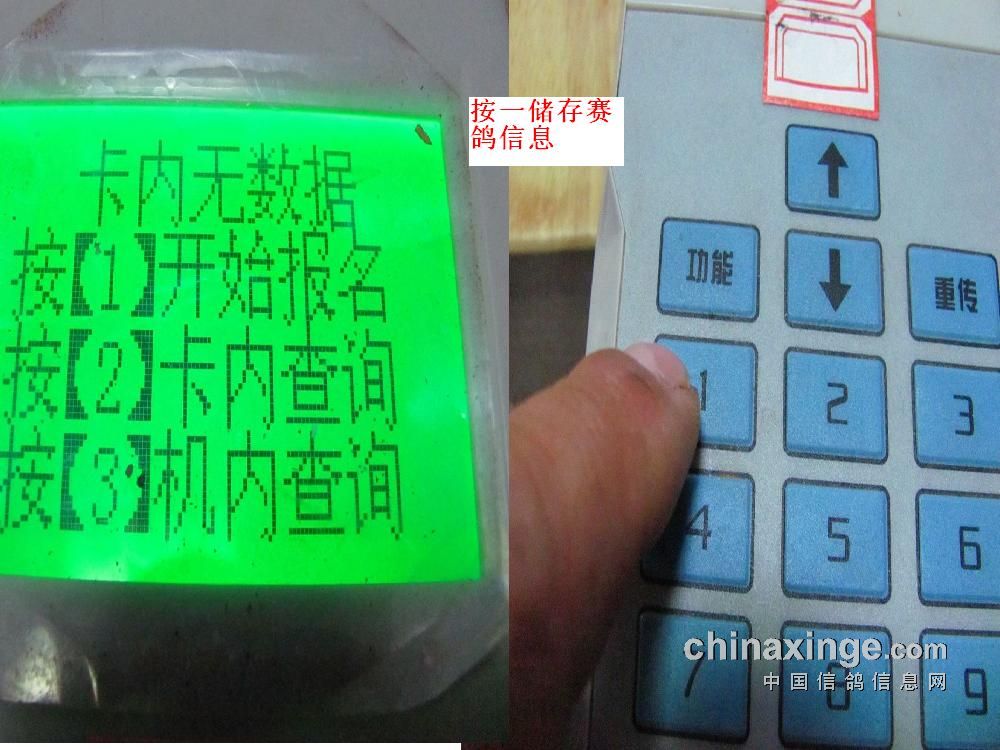 卡内无数据
按【1】开始报名
按【2】卡内查询
按【3】机内查询
按一储存赛
鸽信息
功能
重传
1
2
3
4
5
6
7
8
9
chinaxinge.com
中国信鸽信息网